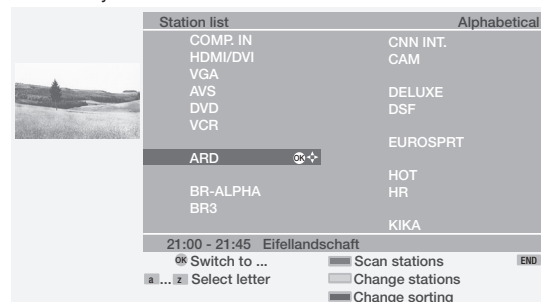 Station list Alphabetical
COMP. IN
HDMI/DVI
VGA
AVS
DVD
VCR
ARD OK
BR-ALPHA
BR3
CNN INT.
CAM
DELUXE
DSF
EUROSPRT
HOT
HR
KIKA
21:00 - 21:45 Eifellandschaft
OK Switch to ... Scan stations END
a ... z Select letter Change stations
Change sorting